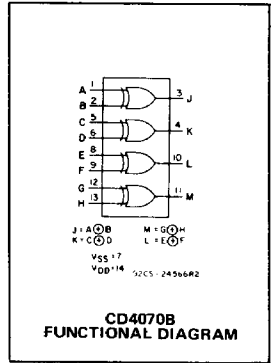 A 1
B 2
3 J
C 5
D 6
4 K
E 8
F 9
10 L
G 12
H 13
11 M
J = A ⊕ B M = G ⊕ H
K = C ⊕ D L = E ⊕ F
VSS = 7
VDD = 14 92CS-24566R2
CD4070B
FUNCTIONAL DIAGRAM